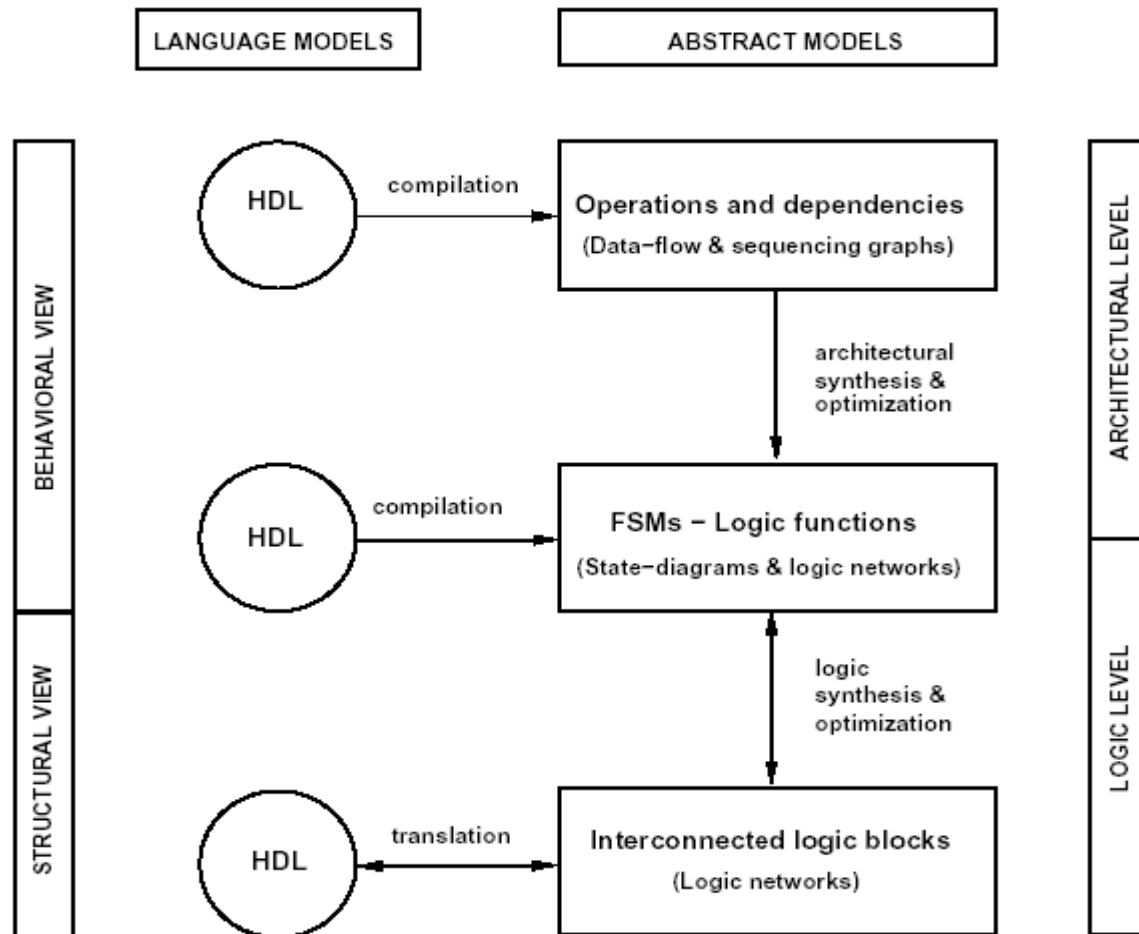 LANGUAGE MODELS
ABSTRACT MODELS
BEHAVIORAL VIEW
STRUCTURAL VIEW
HDL
compilation
Operations and dependencies
(Data−flow & sequencing graphs)
architectural
synthesis &
optimization
HDL
compilation
FSMs − Logic functions
(State−diagrams & logic networks)
logic
synthesis &
optimization
HDL
translation
Interconnected logic blocks
(Logic networks)
ARCHITECTURAL LEVEL
LOGIC LEVEL